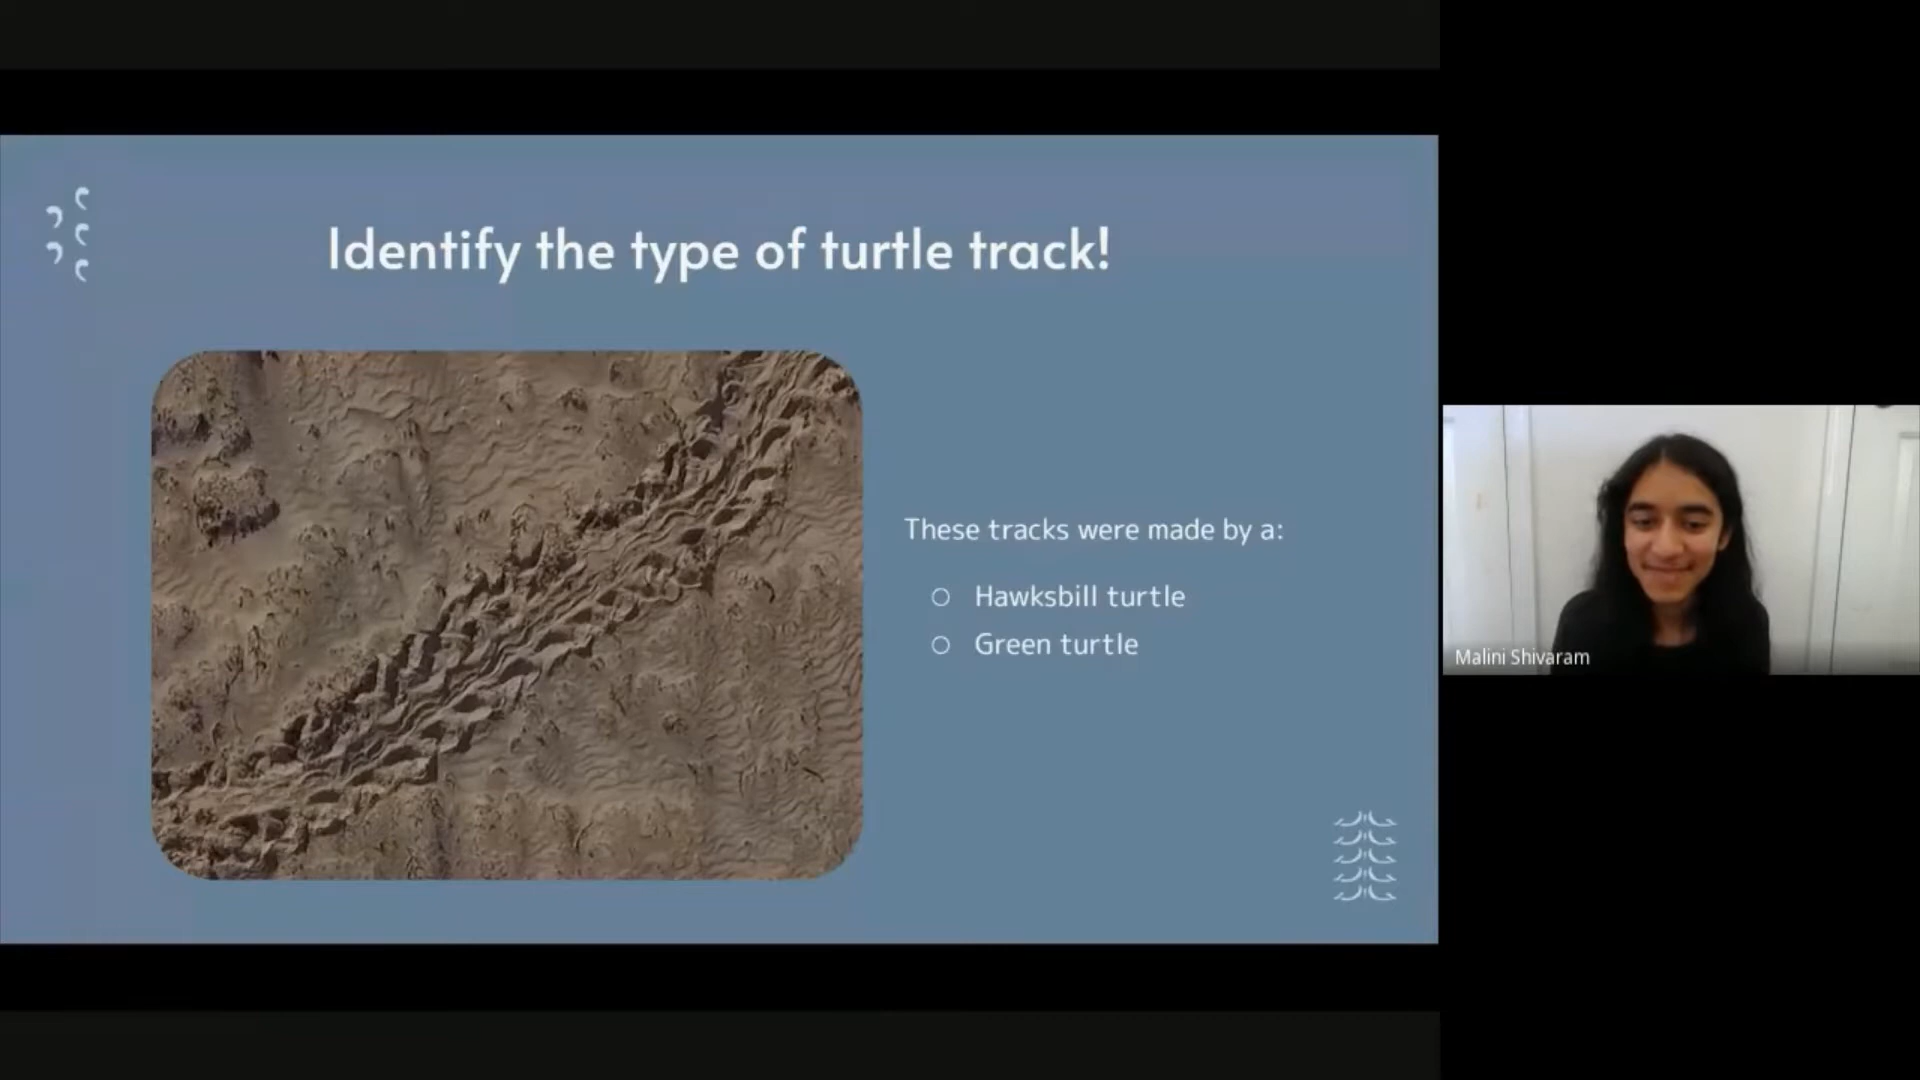 Identify the type of turtle track!
These tracks were made by a:
Hawksbill turtle
Green turtle
Malini Shivaram